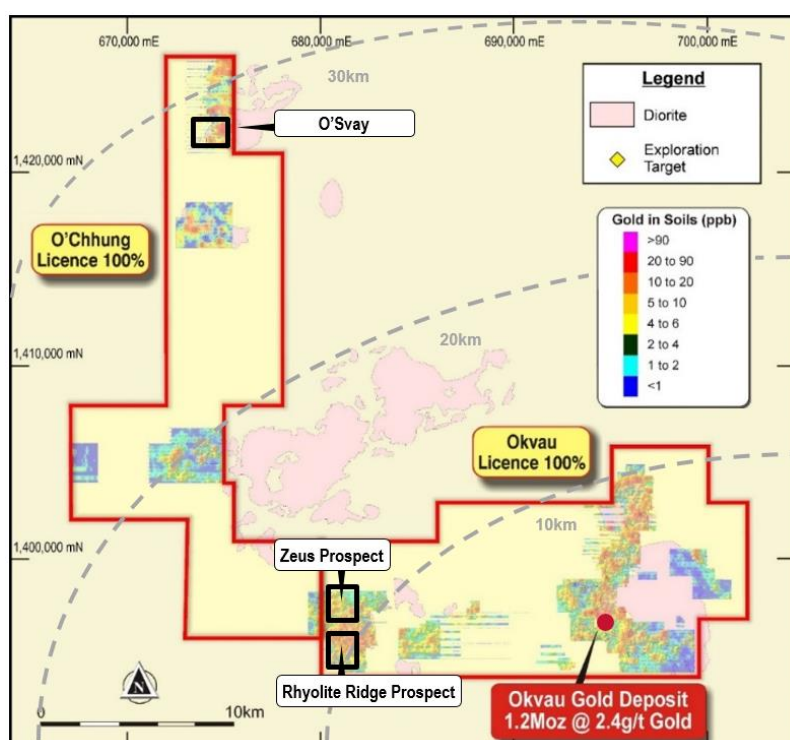 670,000 mE
680,000 mE
690,000 mE
700,000 mE
30km
O'Svay
Legend
Diorite
Exploration
Target
1,420,000 mN
O'Chhung
Licence 100%
Gold in Soils (ppb)
>90
20 to 90
10 to 20
5 to 10
4 to 6
2 to 4
1 to 2
<1
20km
1,410,000 mN
Okvau
Licence 100%
10km
1,400,000 mN
Zeus Prospect
Rhyolite Ridge Prospect
N
0
10km
Okvau Gold Deposit
1.2Moz @ 2.4g/t Gold